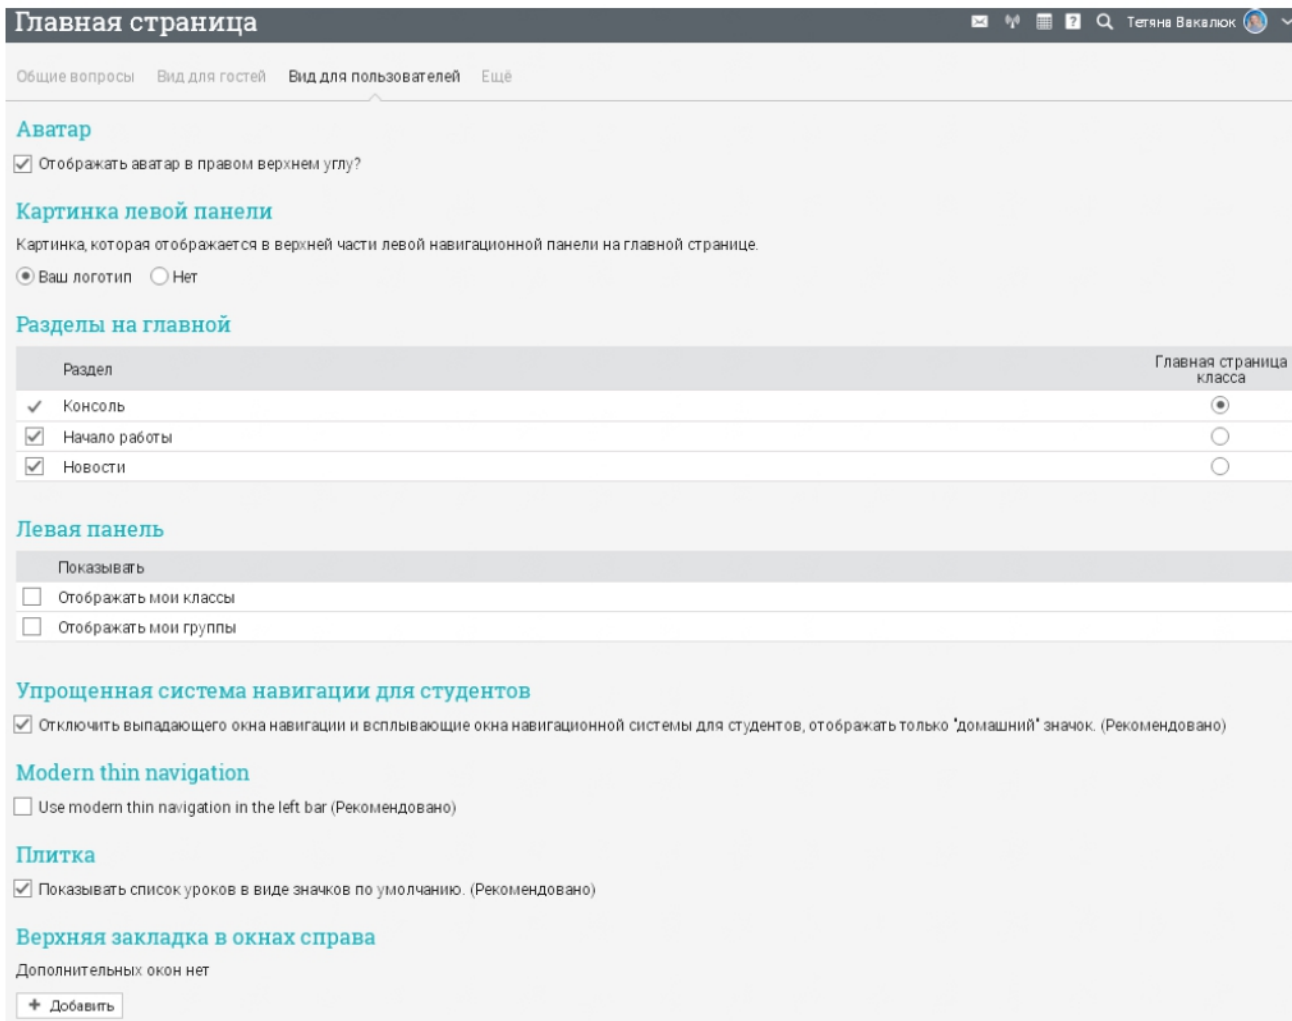 Главная страница
Тетяна Вакалюк
Общие вопросы Вид для гостей Вид для пользователей Ещё
Аватар
Отображать аватар в правом верхнем углу?
Картинка левой панели
Картинка, которая отображается в верхней части левой навигационной панели на главной странице.
Ваш логотип Нет
Разделы на главной
Раздел Главная страница
класса
Консоль
Начало работы
Новости
Левая панель
Показывать
Отображать мои классы
Отображать мои группы
Упрощенная система навигации для студентов
Отключить выпадающего окна навигации и всплывающие окна навигационной системы для студентов, отображать только "домашний" значок. (Рекомендовано)
Modern thin navigation
Use modern thin navigation in the left bar (Рекомендовано)
Плитка
Показывать список уроков в виде значков по умолчанию. (Рекомендовано)
Верхняя закладка в окнах справа
Дополнительных окон нет
+ Добавить